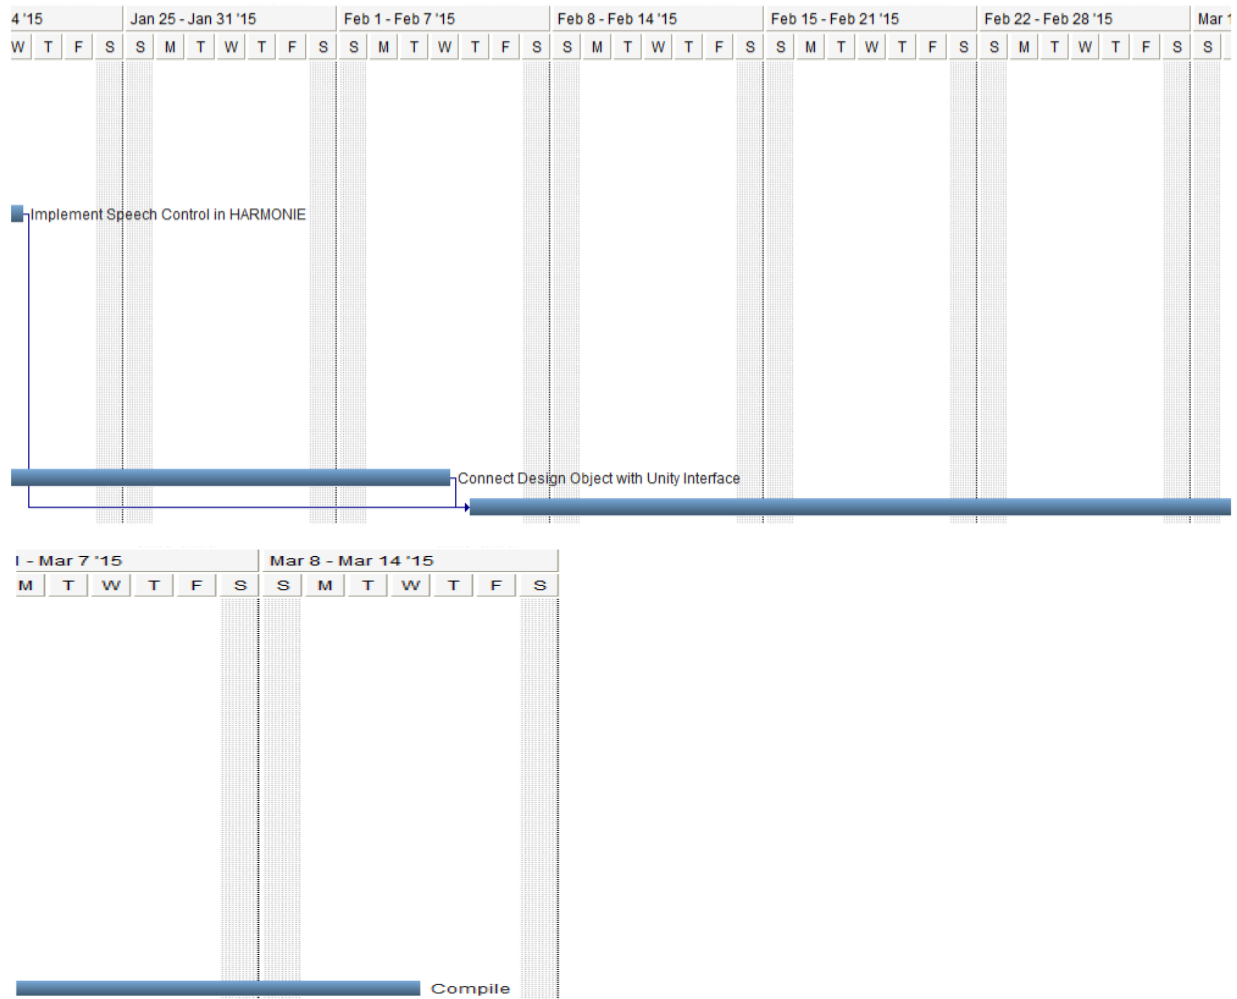 4 '15 Jan 25 - Jan 31 '15 Feb 1 - Feb 7 '15 Feb 8 - Feb 14 '15 Feb 15 - Feb 21 '15 Feb 22 - Feb 28 '15 Mar 1
W T F S S M T W T F S S M T W T F S S M T W T F S S M T W T F S S M T W T F S S
Implement Speech Control in HARMONIE
Connect Design Object with Unity Interface
- Mar 7 '15 Mar 8 - Mar 14 '15
M T W T F S S M T W T F S
Compile